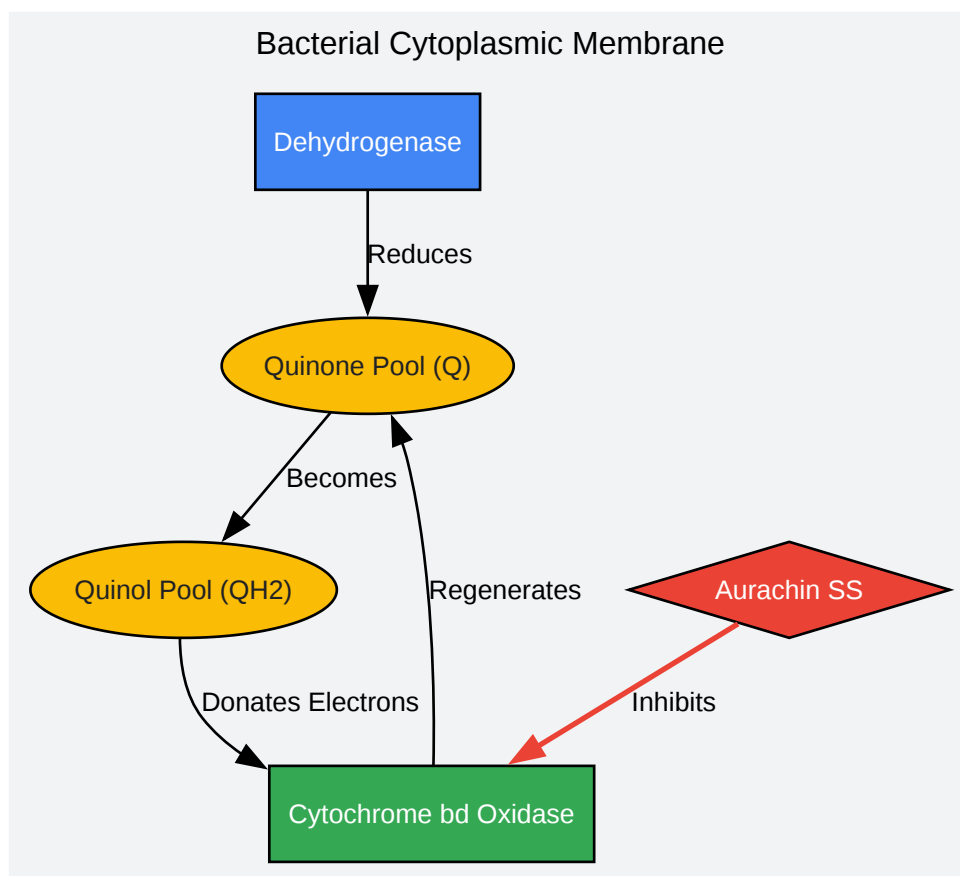 Bacterial Cytoplasmic Membrane
Dehydrogenase
Reduces
Quinone Pool (Q)
Becomes
Quinol Pool (QH2)
Regenerates
Aurachin SS
Donates Electrons
Inhibits
Cytochrome bd Oxidase